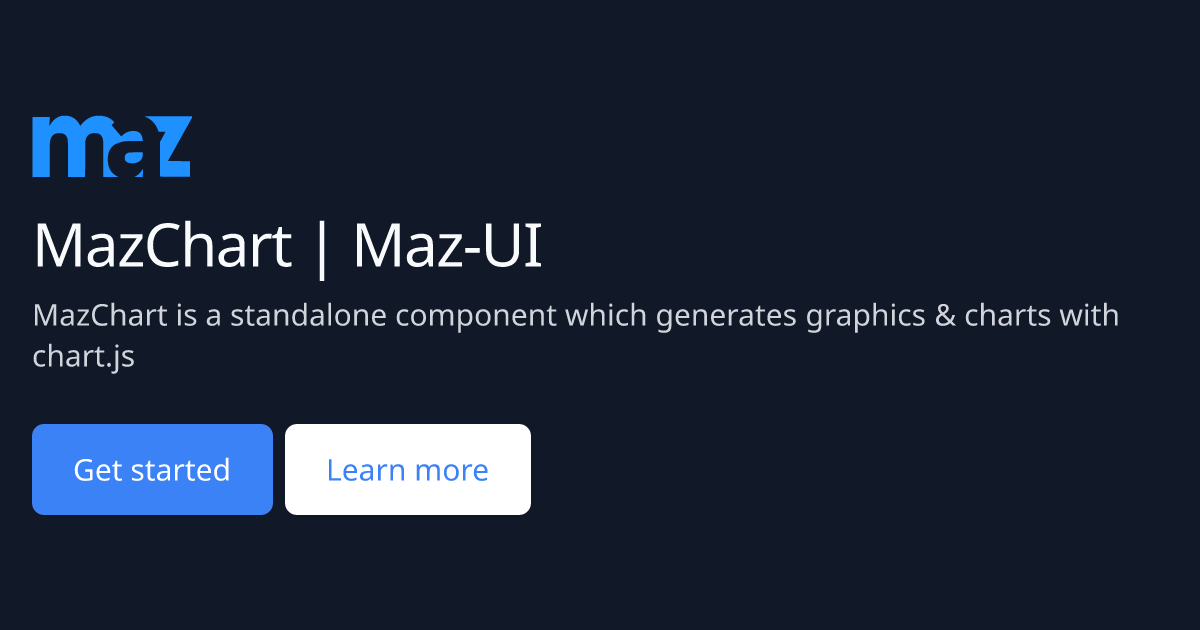 maz
MazChart | Maz-UI
MazChart is a standalone component which generates graphics & charts with
chart.js
Get started
Learn more